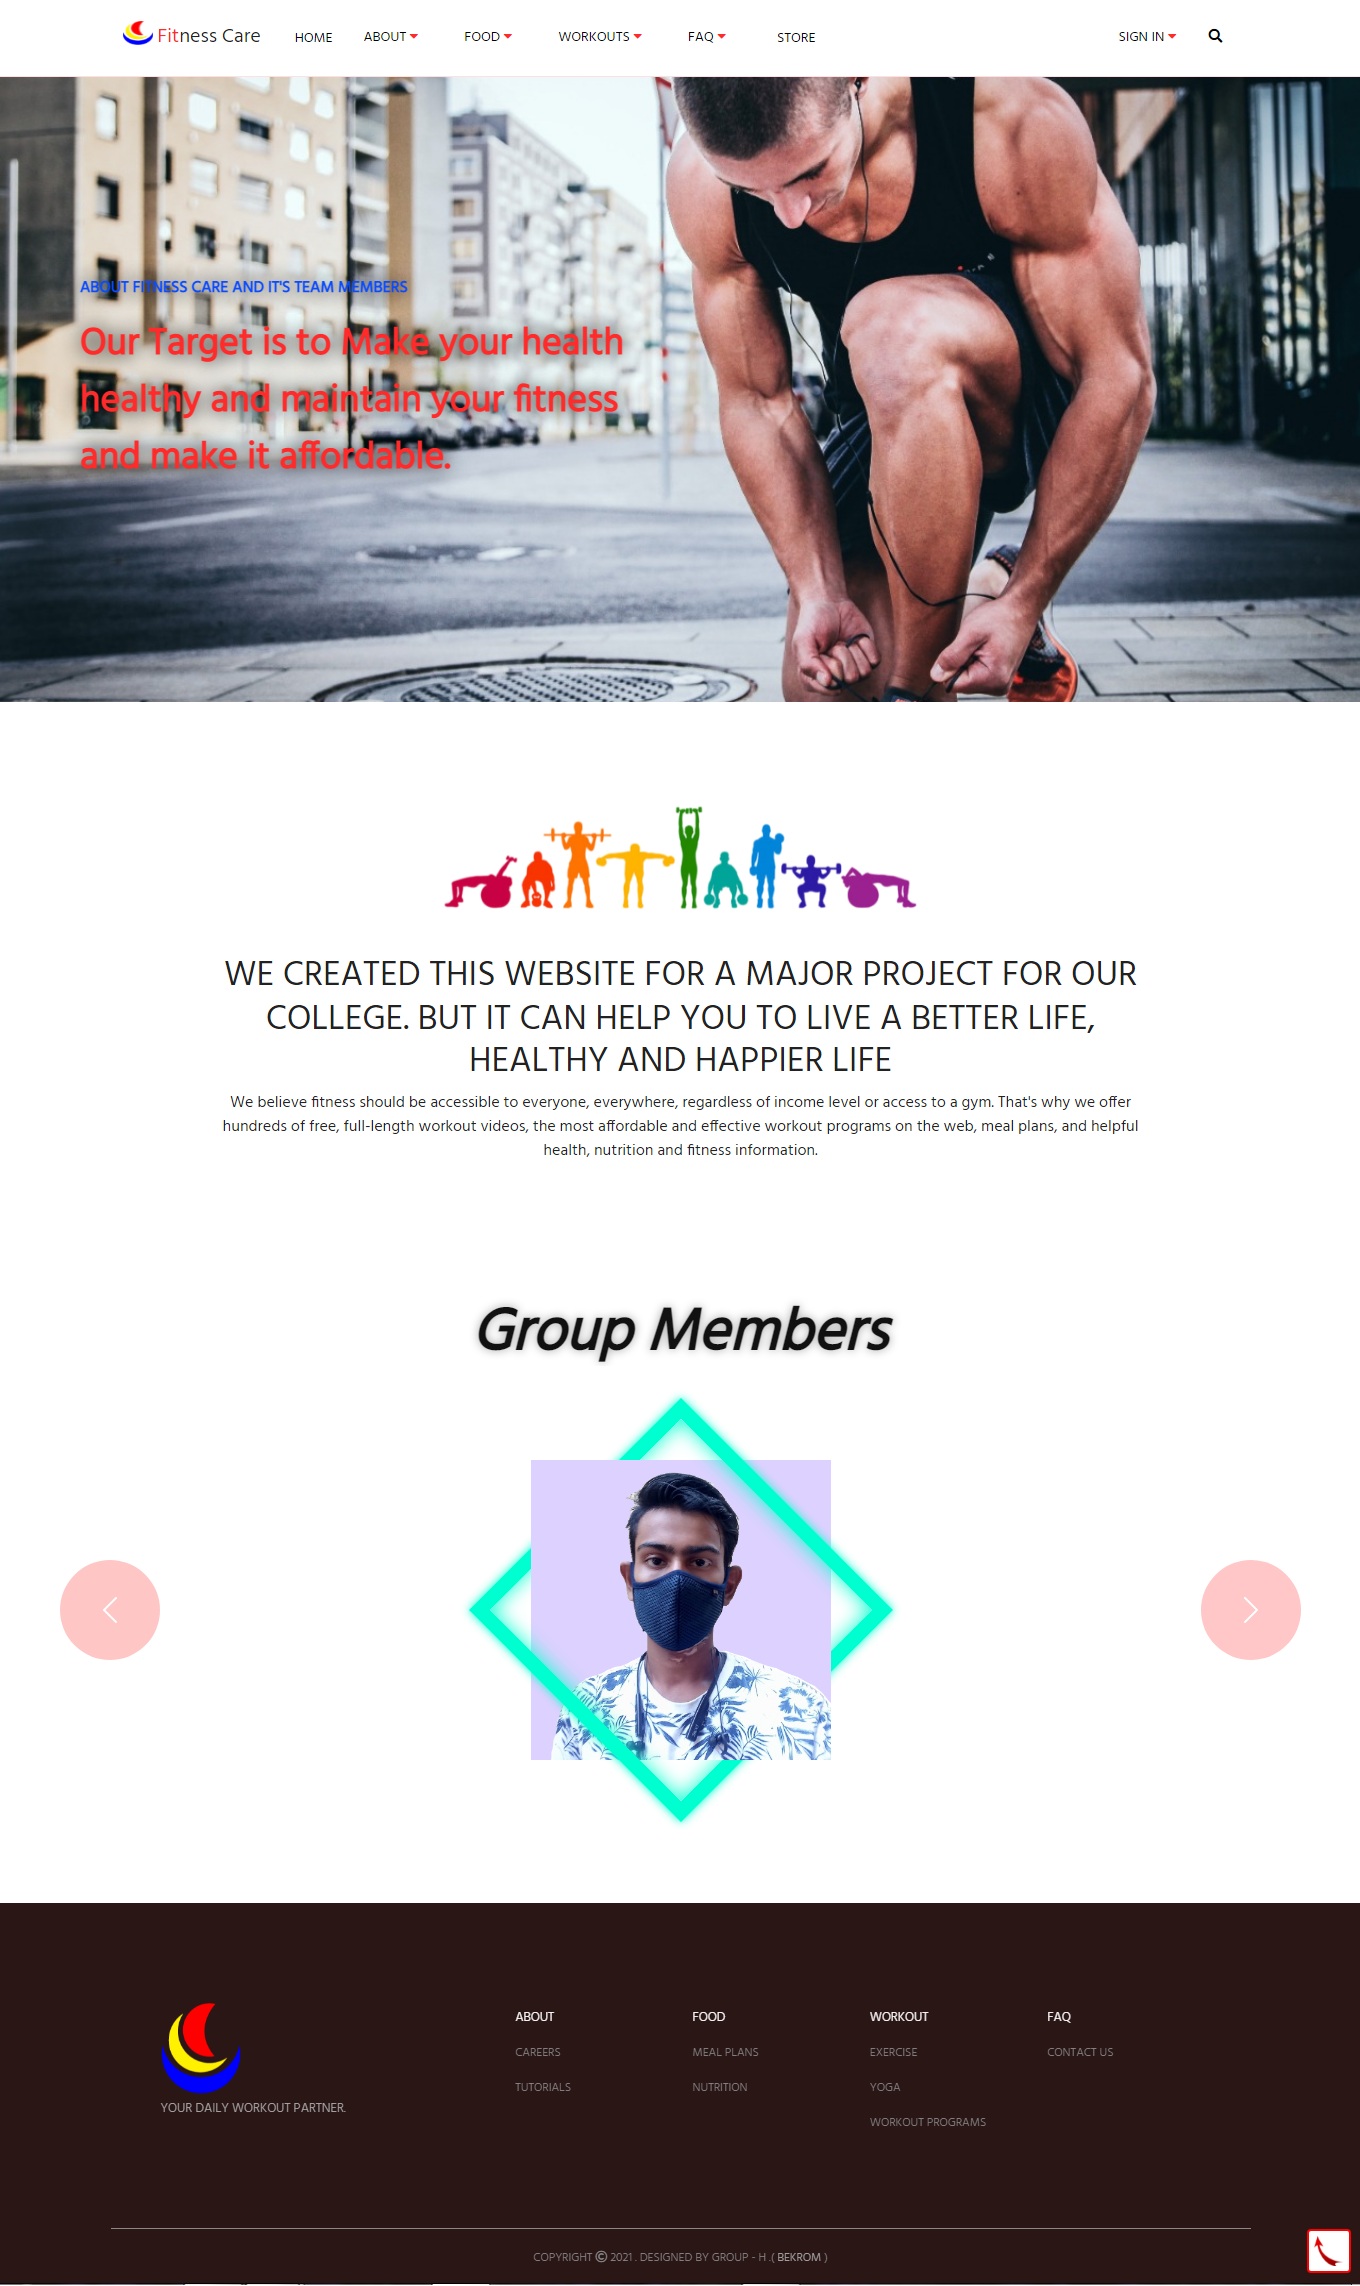 Fitness Care HOME ABOUT FOOD WORKOUTS FAQ STORE SIGN IN
ABOUT FITNESS CARE AND IT'S TEAM MEMBERS
Our Target is to Make your health
healthy and maintain your fitness
and make it affordable.
WE CREATED THIS WEBSITE FOR A MAJOR PROJECT FOR OUR
COLLEGE. BUT IT CAN HELP YOU TO LIVE A BETTER LIFE,
HEALTHY AND HAPPIER LIFE
We believe fitness should be accessible to everyone, everywhere, regardless of income level or access to a gym. That's why we offer
hundreds of free, full-length workout videos, the most affordable and effective workout programs on the web, meal plans, and helpful
health, nutrition and fitness information.
Group Members
YOUR DAILY WORKOUT PARTNER.
ABOUT
CAREERS
TUTORIALS
FOOD
MEAL PLANS
NUTRITION
WORKOUT
EXERCISE
YOGA
WORKOUT PROGRAMS
FAQ
CONTACT US
COPYRIGHT © 2021 . DESIGNED BY GROUP - H .( BEKROM )